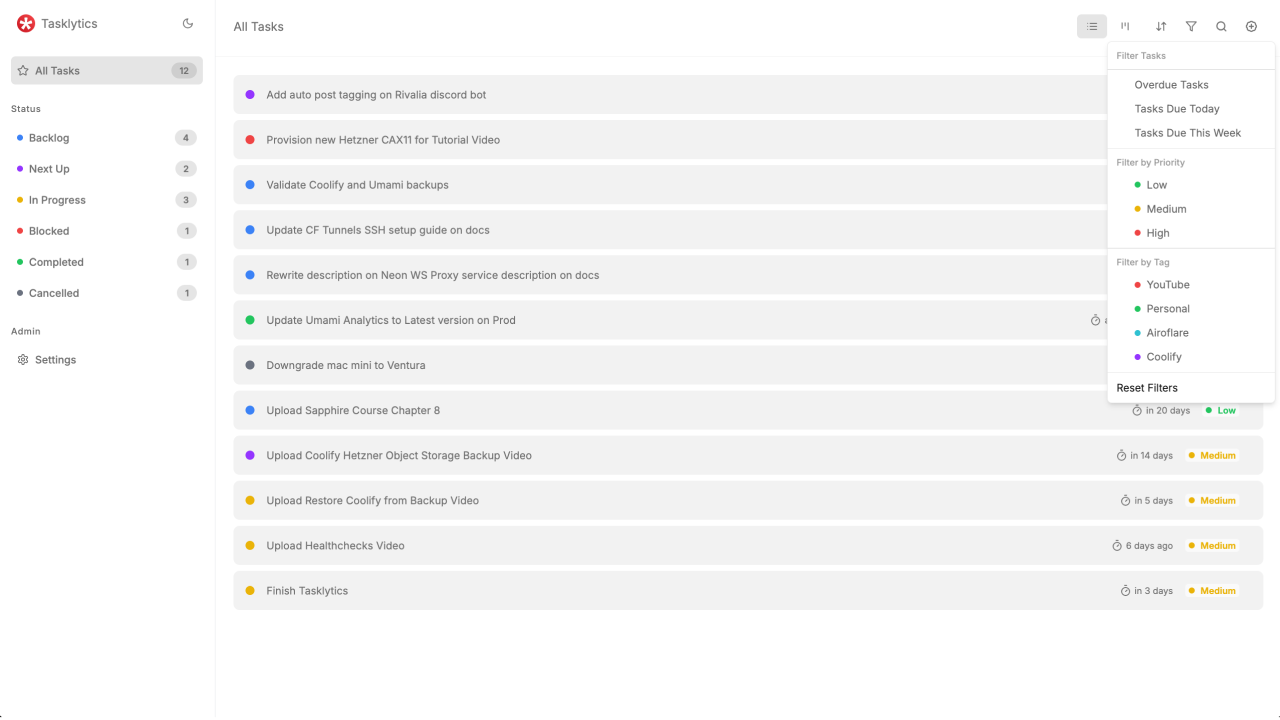 Tasklytics
All Tasks 12
Status
Backlog 4
Next Up 2
In Progress 3
Blocked 1
Completed 1
Cancelled 1
Admin
Settings
All Tasks
Add auto post tagging on Rivalia discord bot
Provision new Hetzner CAX11 for Tutorial Video
Validate Coolify and Umami backups
Update CF Tunnels SSH setup guide on docs
Rewrite description on Neon WS Proxy service description on docs
Update Umami Analytics to Latest version on Prod
Downgrade mac mini to Ventura
Upload Sapphire Course Chapter 8 in 20 days Low
Upload Coolify Hetzner Object Storage Backup Video in 14 days Medium
Upload Restore Coolify from Backup Video in 5 days Medium
Upload Healthchecks Video 6 days ago Medium
Finish Tasklytics in 3 days Medium
Filter Tasks
Overdue Tasks
Tasks Due Today
Tasks Due This Week
Filter by Priority
Low
Medium
High
Filter by Tag
YouTube
Personal
Airoflare
Coolify
Reset Filters